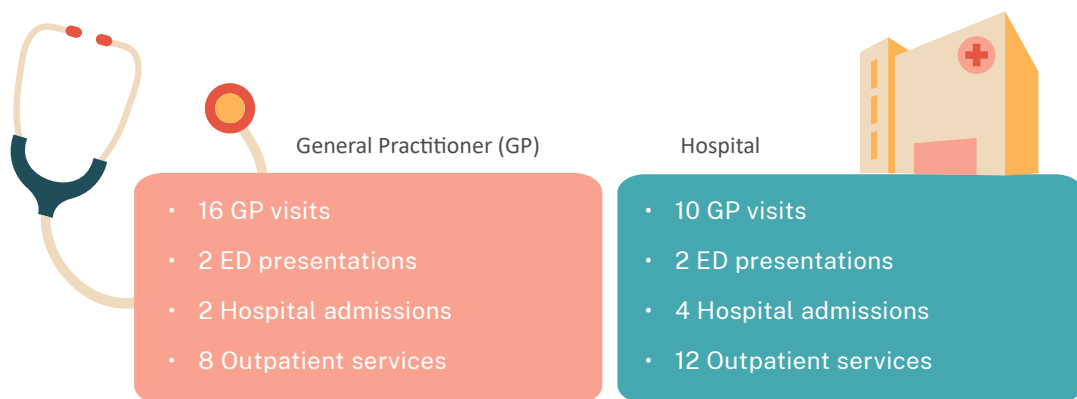 General Practitioner (GP)
• 16 GP visits
• 2 ED presentations
• 2 Hospital admissions
• 8 Outpatient services
Hospital
• 10 GP visits
• 2 ED presentations
• 4 Hospital admissions
• 12 Outpatient services